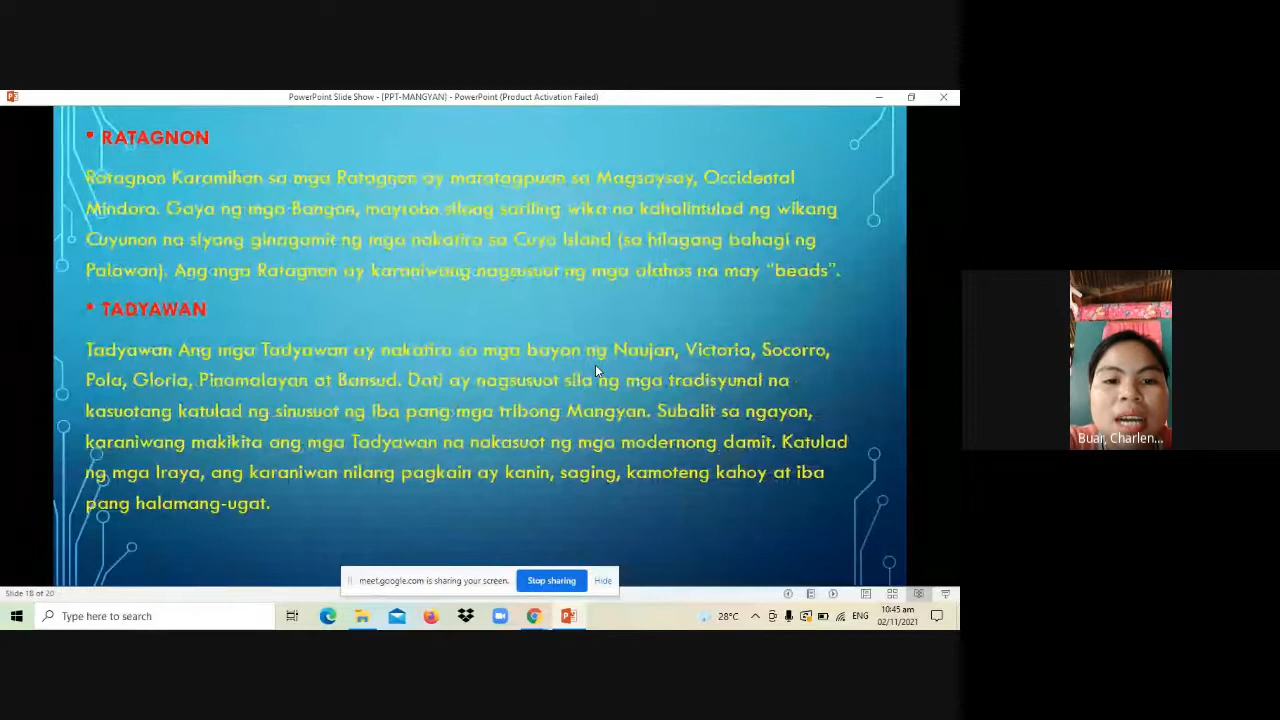 PowerPoint Slide Show - [PPT-MANGYAN] - PowerPoint (Product Activation Failed)
• RATAGNON
Ratagnon Karamihan sa mga Ratagnon ay matatagpuan sa Magsaysay, Occidental
Mindoro. Gaya ng mga Bangon, mayroon silang sariling wika na kahalintulad ng wikang
Cuyunon na siyang ginagamit ng mga nakatira sa Cuyo Island (sa hilagang bahagi ng
Palawan). Ang mga Ratagnon ay karaniwang nagsusuot ng mga alahas na may "beads".
• TADYAWAN
Tadyawan Ang mga Tadyawan ay nakatira sa mga bayan ng Naujan, Victoria, Socorro,
Pola, Gloria, Pinamalayan at Bansud. Dati ay nagsusuot sila ng mga tradisyunal na
kasuotang katulad ng sinusuot ng iba pang mga tribong Mangyan. Subalit sa ngayon,
karaniwang makikita ang mga Tadyawan na nakasuot ng mga modernong damit. Katulad
ng mga Iraya, ang karaniwan nilang pagkain ay kanin, saging, kamoteng kahoy at iba
pang halamang-ugat.
Buar, Charlen...
meet.google.com is sharing your screen.
Stop sharing
Hide
Slide 18 of 20
Type here to search
28°C
ENG
10:45 am
02/11/2021